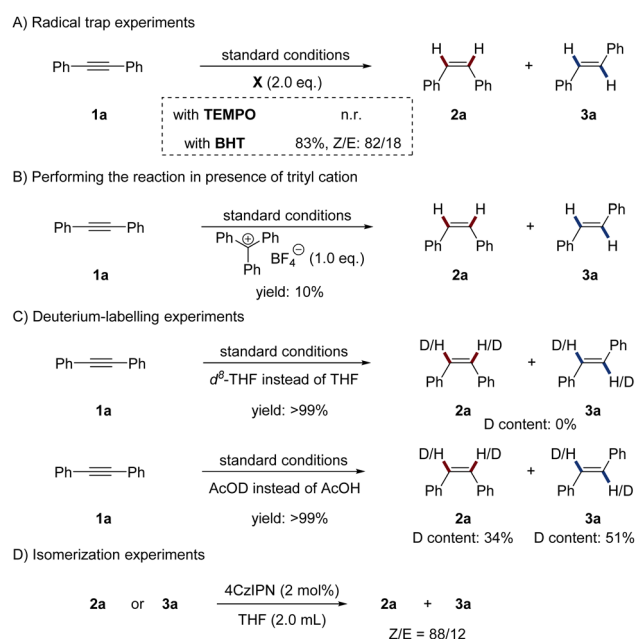 A) Radical trap experiments
Ph Ph
standard conditions
X (2.0 eq.)
H H
Ph Ph
+
H Ph
Ph H
1a
2a
3a
with TEMPO n.r.
with BHT 83%, Z/E: 82/18
B) Performing the reaction in presence of trityl cation
Ph Ph
standard conditions
Ph + Ph
Ph
BF4⊖ (1.0 eq.)
yield: 10%
H H
Ph Ph
+
H Ph
Ph H
1a
2a
3a
C) Deuterium-labelling experiments
Ph Ph
standard conditions
d8-THF instead of THF
yield: >99%
D/H H/D
Ph Ph
+
D/H Ph
Ph H/D
1a
2a
3a
D content: 0%
Ph Ph
standard conditions
AcOD instead of AcOH
yield: >99%
D/H H/D
Ph Ph
+
D/H Ph
Ph H/D
1a
2a
3a
D content: 34% D content: 51%
D) Isomerization experiments
2a or 3a
4CzIPN (2 mol%)
THF (2.0 mL)
2a + 3a
Z/E = 88/12